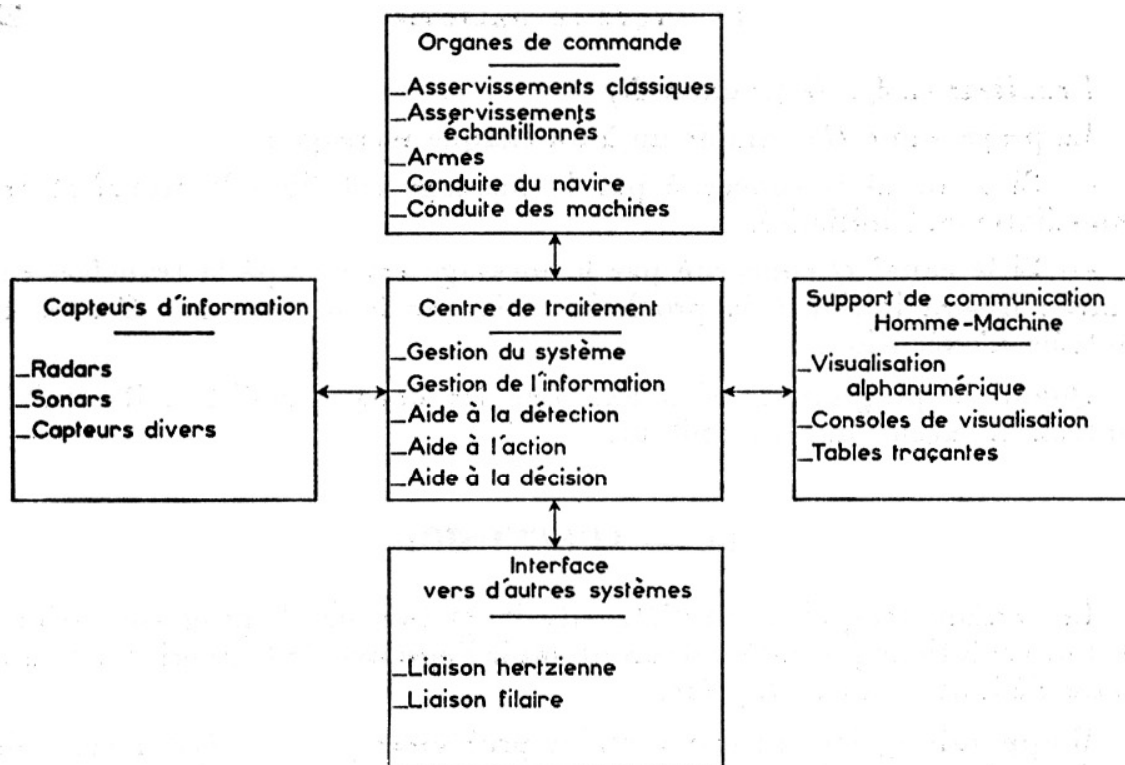 Organes de commande
_Asservissements classiques
_Asservissements
échantillonnés
_Armes
_Conduite du navire
_Conduite des machines
Capteurs d'information
_Radars
_Sonars
_Capteurs divers
Centre de traitement
_Gestion du système
_Gestion de l'information
_Aide à la détection
_Aide à l'action
_Aide à la décision
Support de communication
Homme-Machine
_Visualisation
alphanumérique
_Consoles de visualisation
_Tables traçantes
Interface
vers d'autres systèmes
_Liaison hertzienne
_Liaison filaire